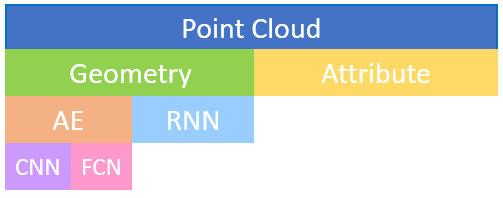 Point Cloud
Geometry Attribute
AE RNN
CNN FCN